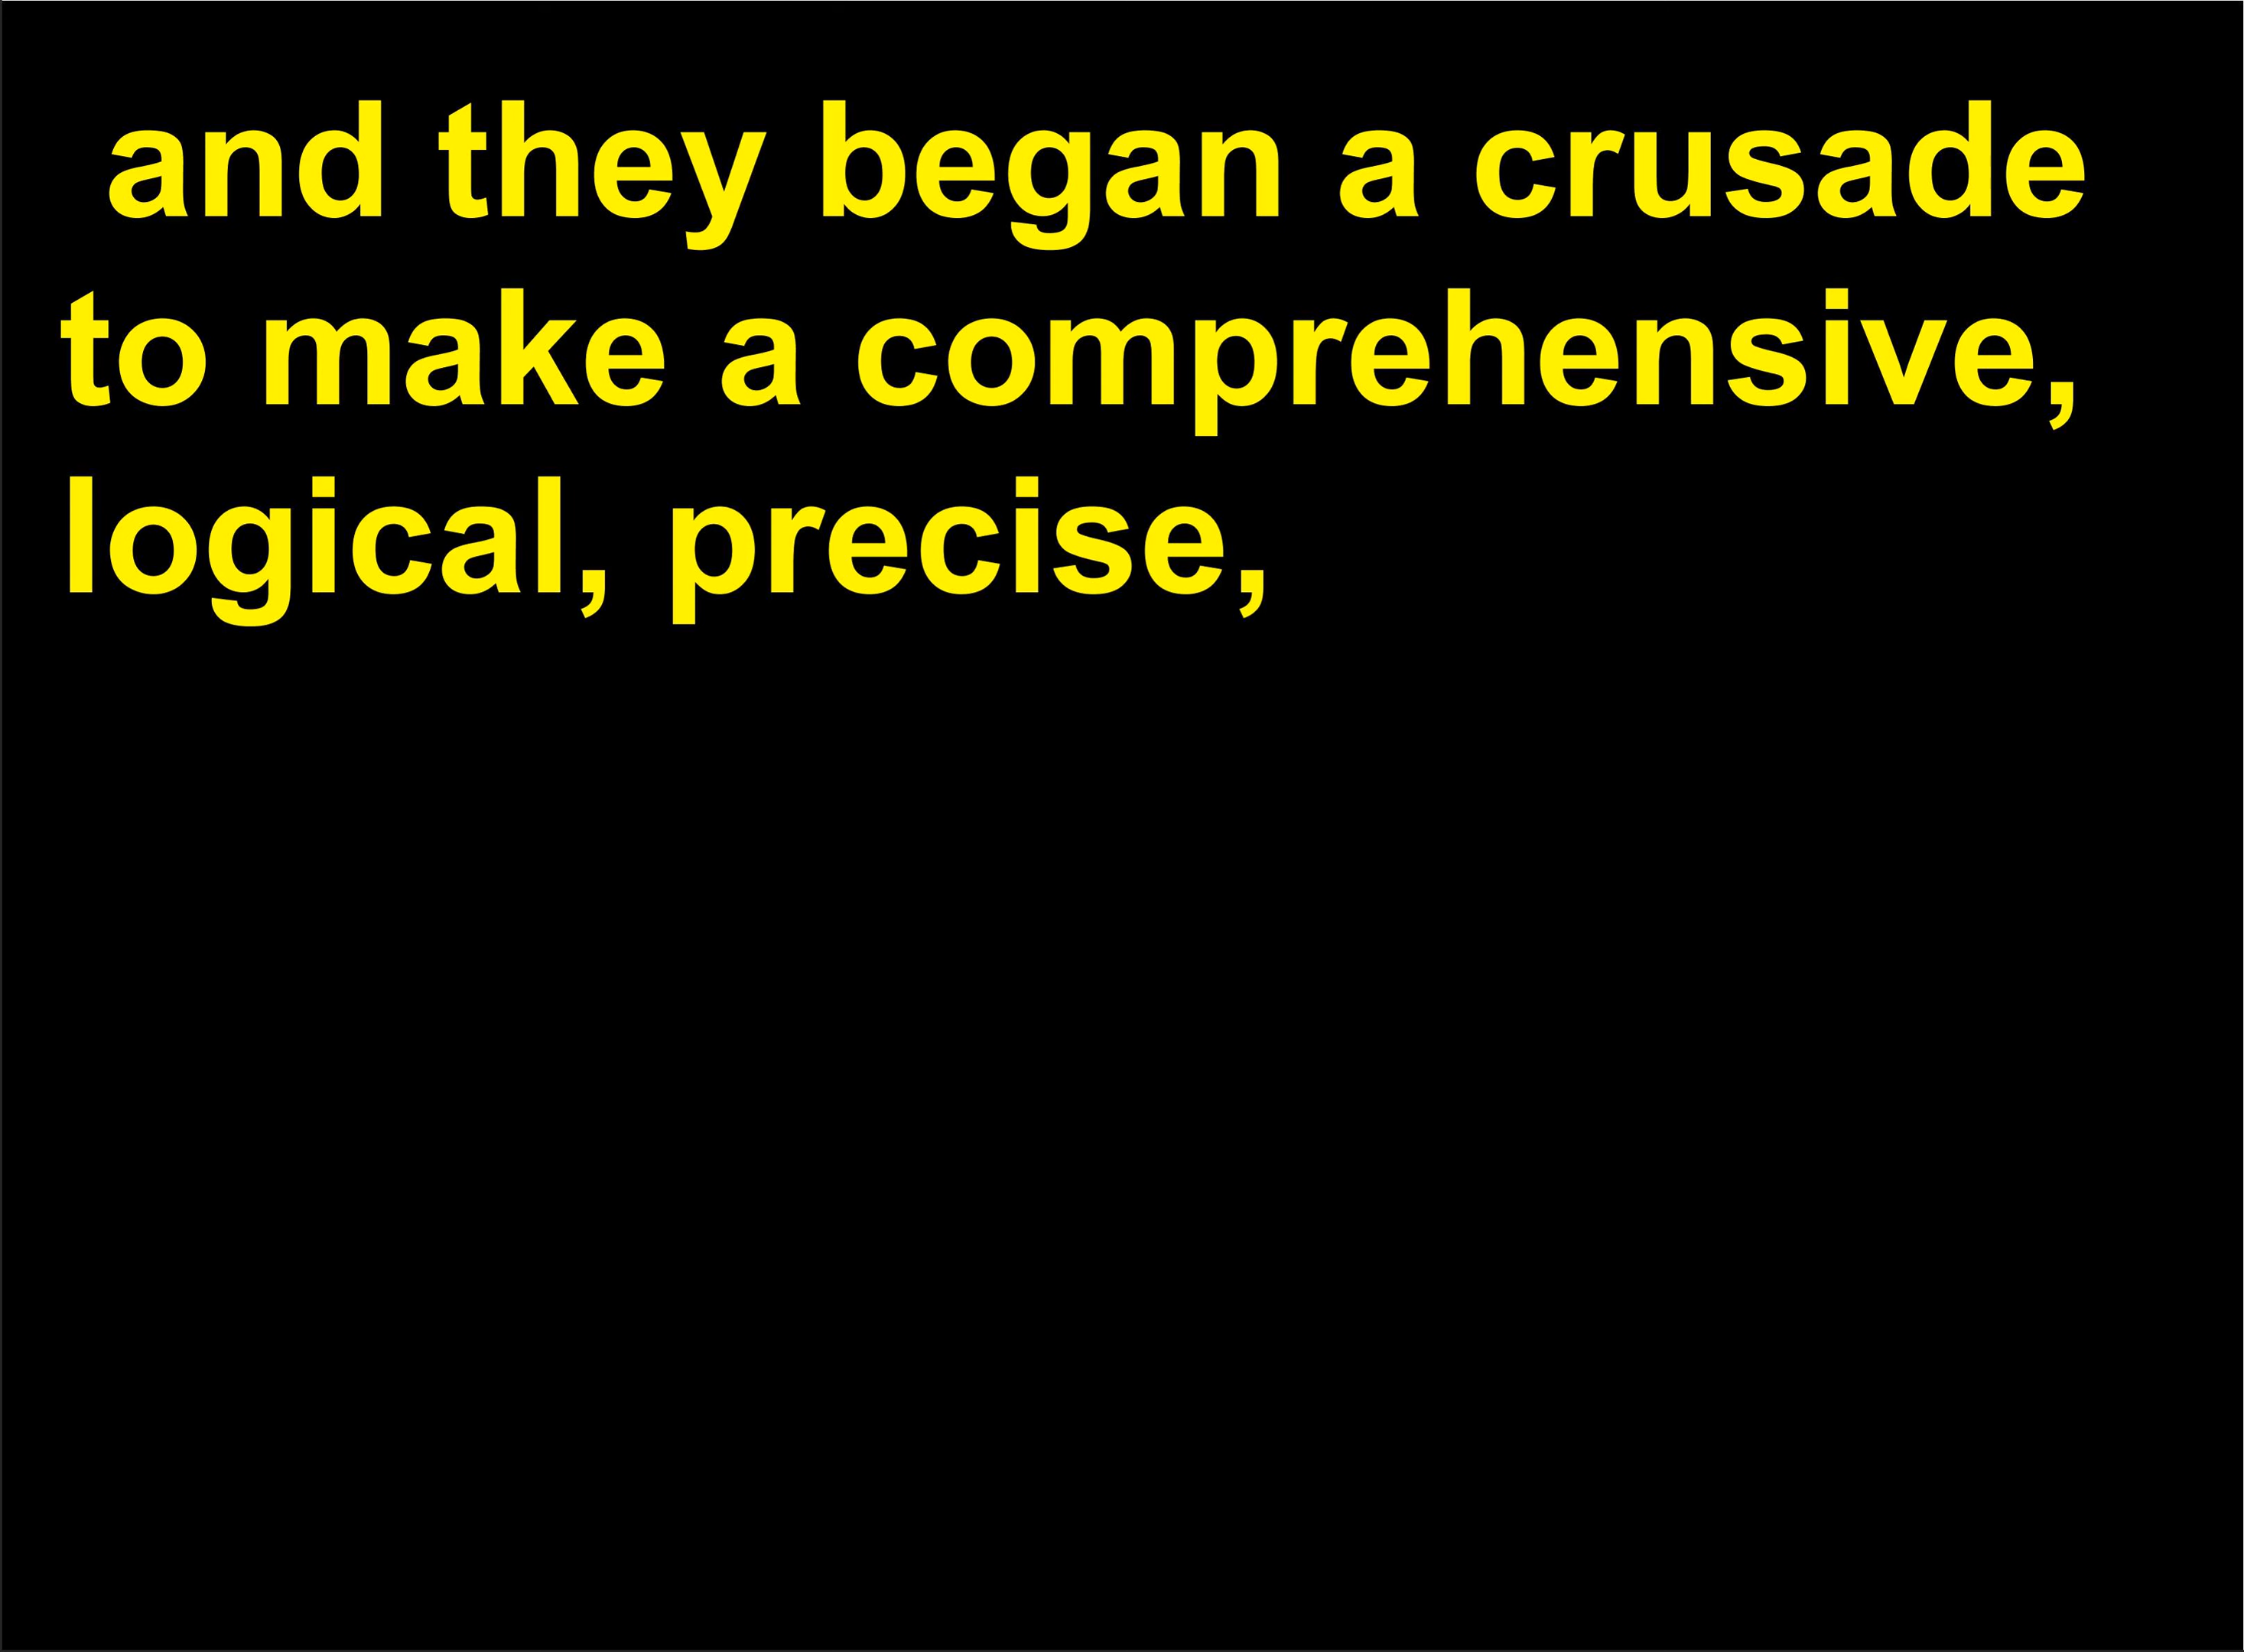 and they began a crusade
to make a comprehensive,
logical, precise,